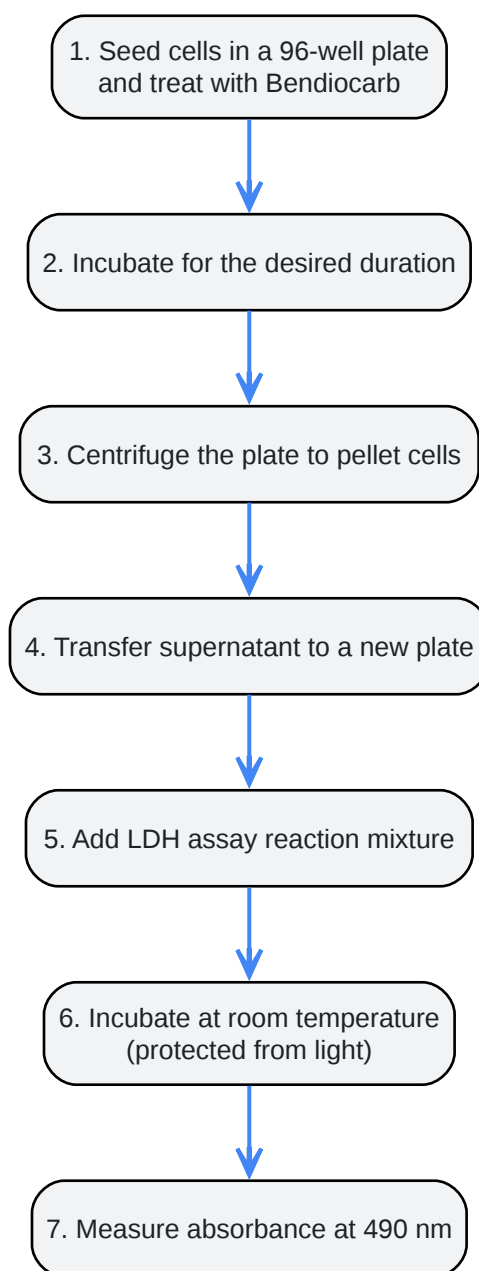 1. Seed cells in a 96-well plate
and treat with Bendiocarb
2. Incubate for the desired duration
3. Centrifuge the plate to pellet cells
4. Transfer supernatant to a new plate
5. Add LDH assay reaction mixture
6. Incubate at room temperature
(protected from light)
7. Measure absorbance at 490 nm